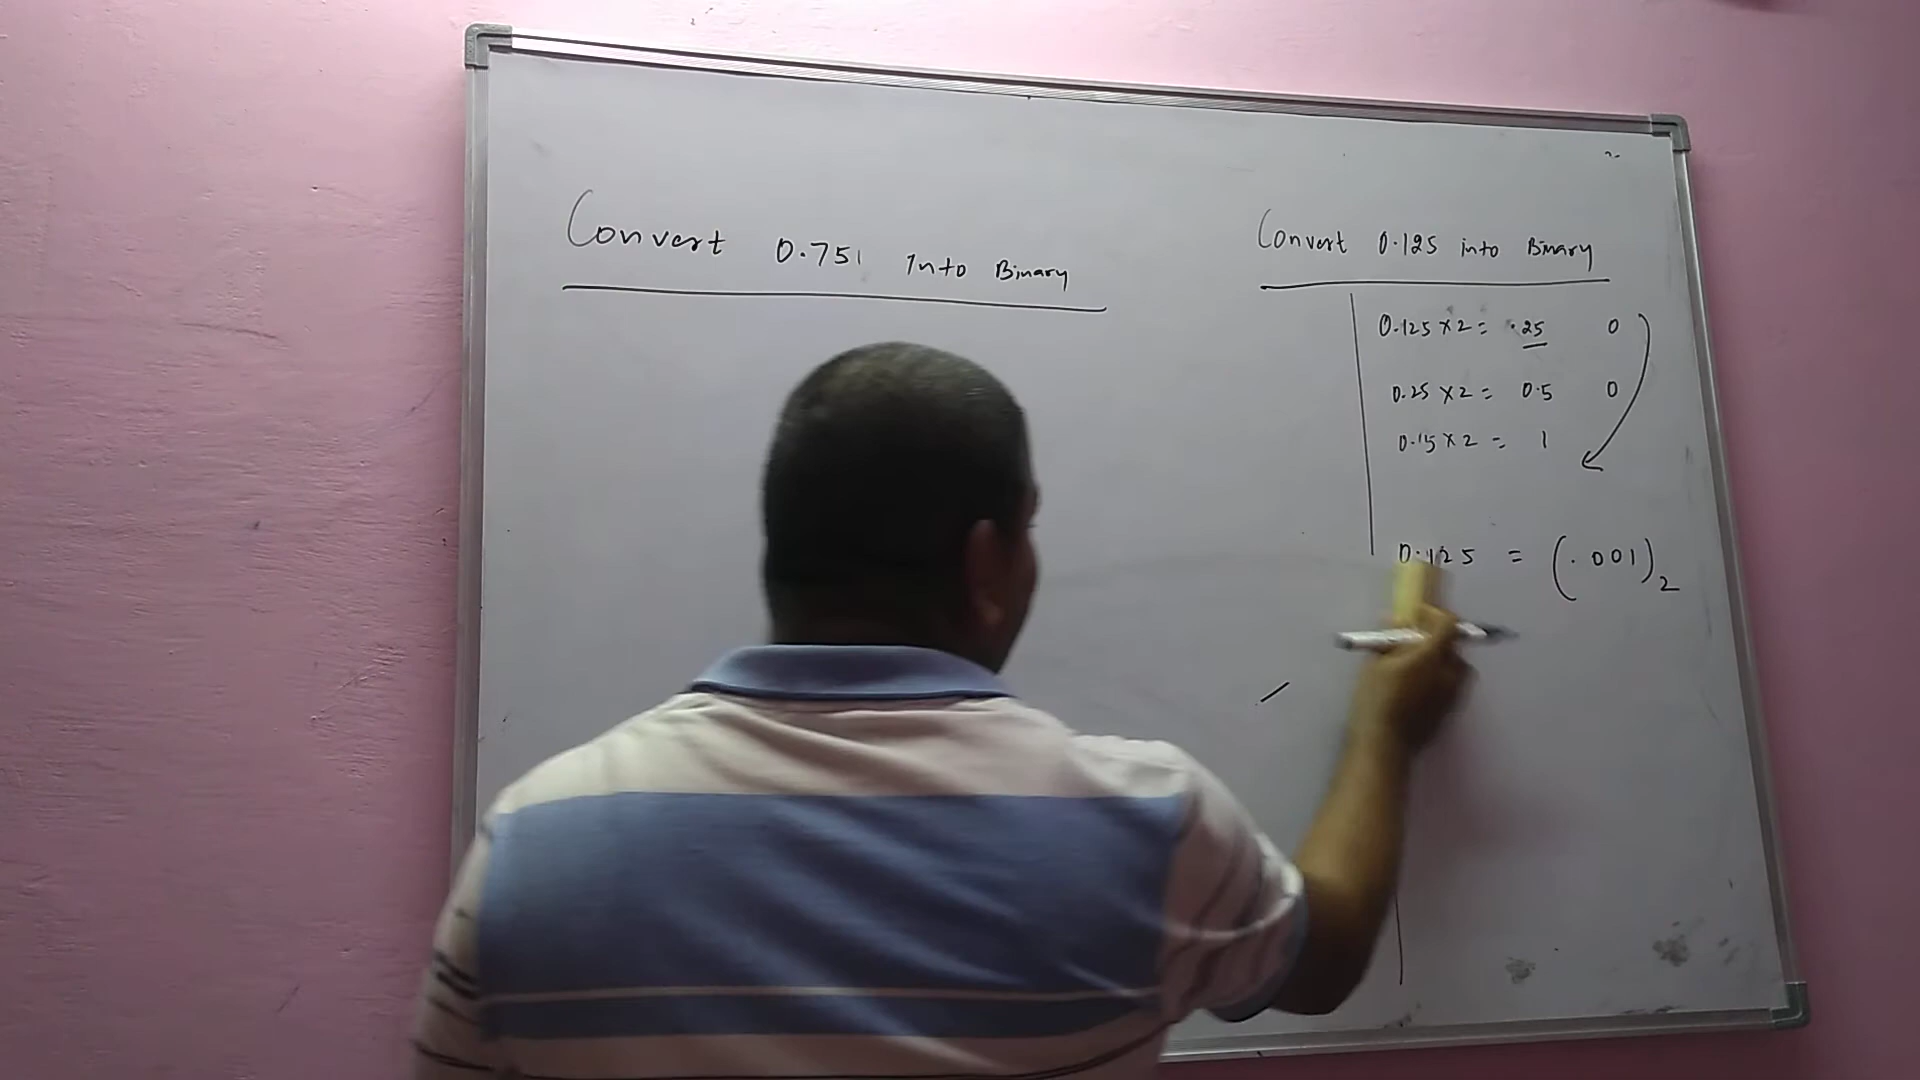 Convert 0.751 Into Binary
Convert 0.125 into Binary
0.125 x 2 = .25 0
0.25 x 2 = 0.5 0
0.15 x 2 = 1
0.125 = (.001)2